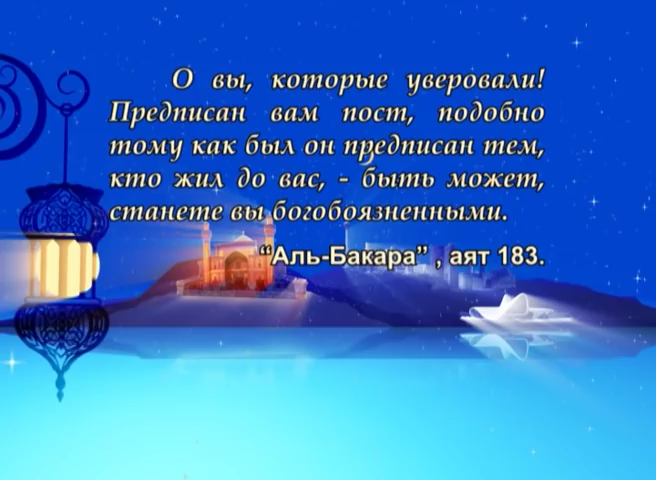 О вы, которые уверовали!
Предписан вам пост, подобно
тому как был он предписан тем,
кто жил до вас, - быть может,
станете вы богобоязненными.
“Аль-Бакара” , аят 183.